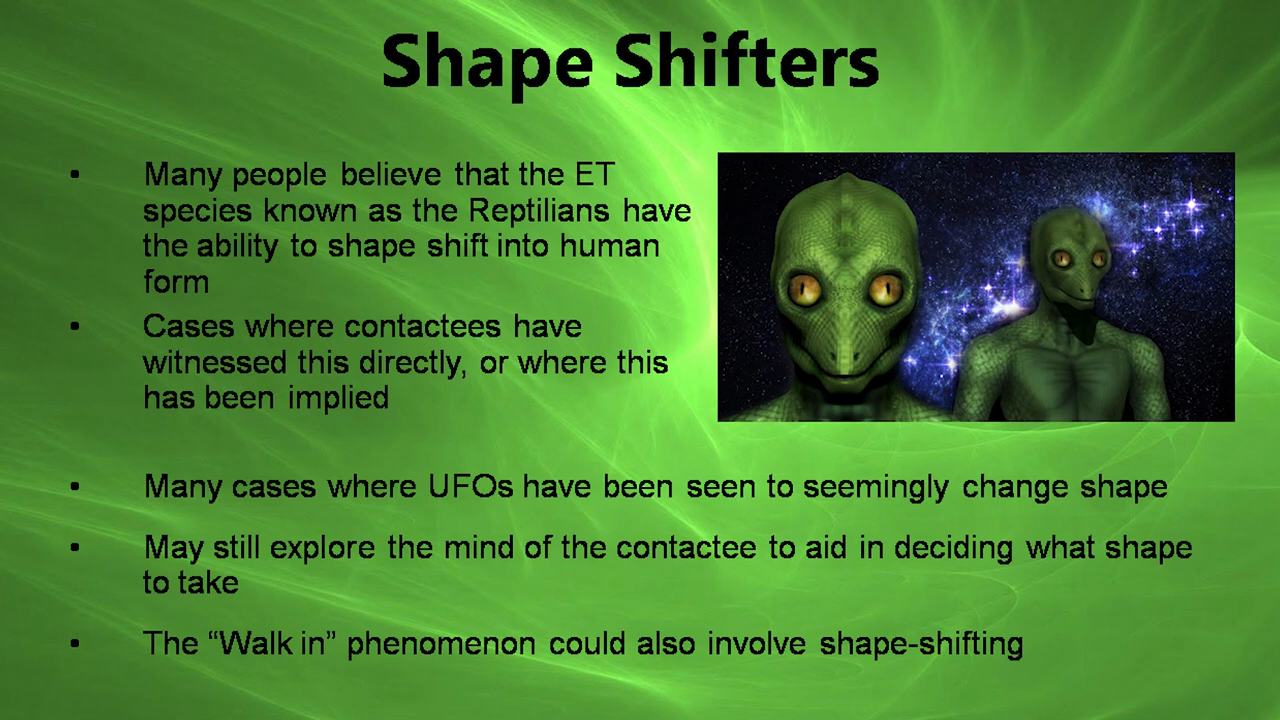 Shape Shifters
• Many people believe that the ET
species known as the Reptilians have
the ability to shape shift into human
form
• Cases where contactees have
witnessed this directly, or where this
has been implied
• Many cases where UFOs have been seen to seemingly change shape
• May still explore the mind of the contactee to aid in deciding what shape
to take
• The “Walk in” phenomenon could also involve shape-shifting